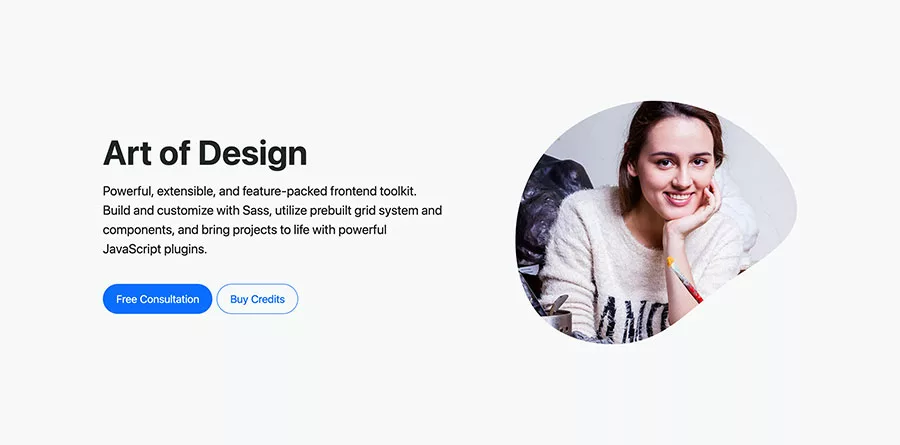 Art of Design
Powerful, extensible, and feature-packed frontend toolkit.
Build and customize with Sass, utilize prebuilt grid system and
components, and bring projects to life with powerful
JavaScript plugins.
Free Consultation
Buy Credits